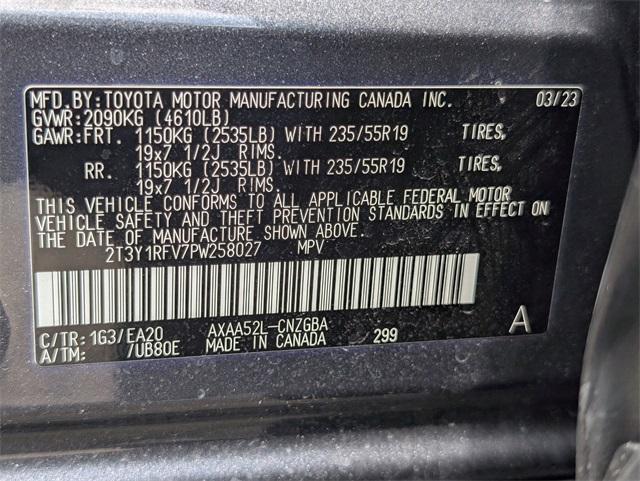 MFD.BY:TOYOTA MOTOR MANUFACTURING CANADA INC. 03/23
GVWR:2090KG (4610LB)
GAWR:FRT. 1150KG (2535LB) WITH 235/55R19 TIRES,
19x7 1/2J RIMS.
RR. 1150KG (2535LB) WITH 235/55R19 TIRES,
19x7 1/2J RIMS.
THIS VEHICLE CONFORMS TO ALL APPLICABLE FEDERAL MOTOR
VEHICLE SAFETY AND THEFT PREVENTION STANDARDS IN EFFECT ON
THE DATE OF MANUFACTURE SHOWN ABOVE.
2T3Y1RFV7PW258027 MPV
C/TR:1G3/EA20 AXAA52L-CNZGBA A
A/TM: /UB80E MADE IN CANADA 299